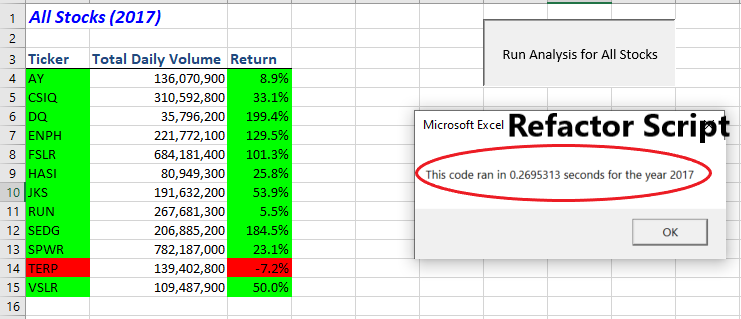 1 All Stocks (2017)
2
3 Ticker Total Daily Volume Return
4 AY 136,070,900 8.9%
5 CSIQ 310,592,800 33.1%
6 DQ 35,796,200 199.4%
7 ENPH 221,772,100 129.5%
8 FSLR 684,181,400 101.3%
9 HASI 80,949,300 25.8%
10 JKS 191,632,200 53.9%
11 RUN 267,681,300 5.5%
12 SEDG 206,885,200 184.5%
13 SPWR 782,187,000 23.1%
14 TERP 139,402,800 -7.2%
15 VSLR 109,487,900 50.0%
16
Run Analysis for All Stocks
Microsoft Excel Refactor Script
This code ran in 0.2695313 seconds for the year 2017
OK